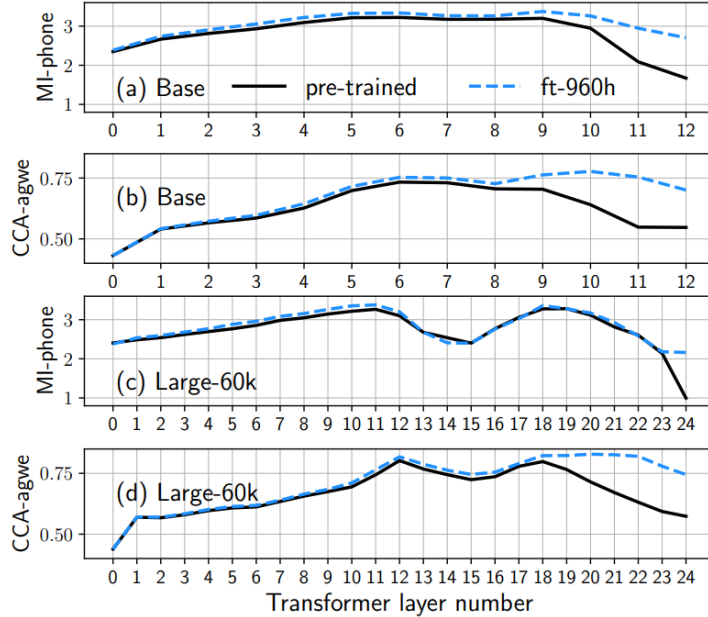 MI-phone
3
2
1
(a) Base
pre-trained
ft-960h
0 1 2 3 4 5 6 7 8 9 10 11 12
CCA-agwe
0.75
0.50
(b) Base
0 1 2 3 4 5 6 7 8 9 10 11 12
MI-phone
3
2
1
(c) Large-60k
0 1 2 3 4 5 6 7 8 9 10 11 12 13 14 15 16 17 18 19 20 21 22 23 24
CCA-agwe
0.75
0.50
(d) Large-60k
0 1 2 3 4 5 6 7 8 9 10 11 12 13 14 15 16 17 18 19 20 21 22 23 24
Transformer layer number